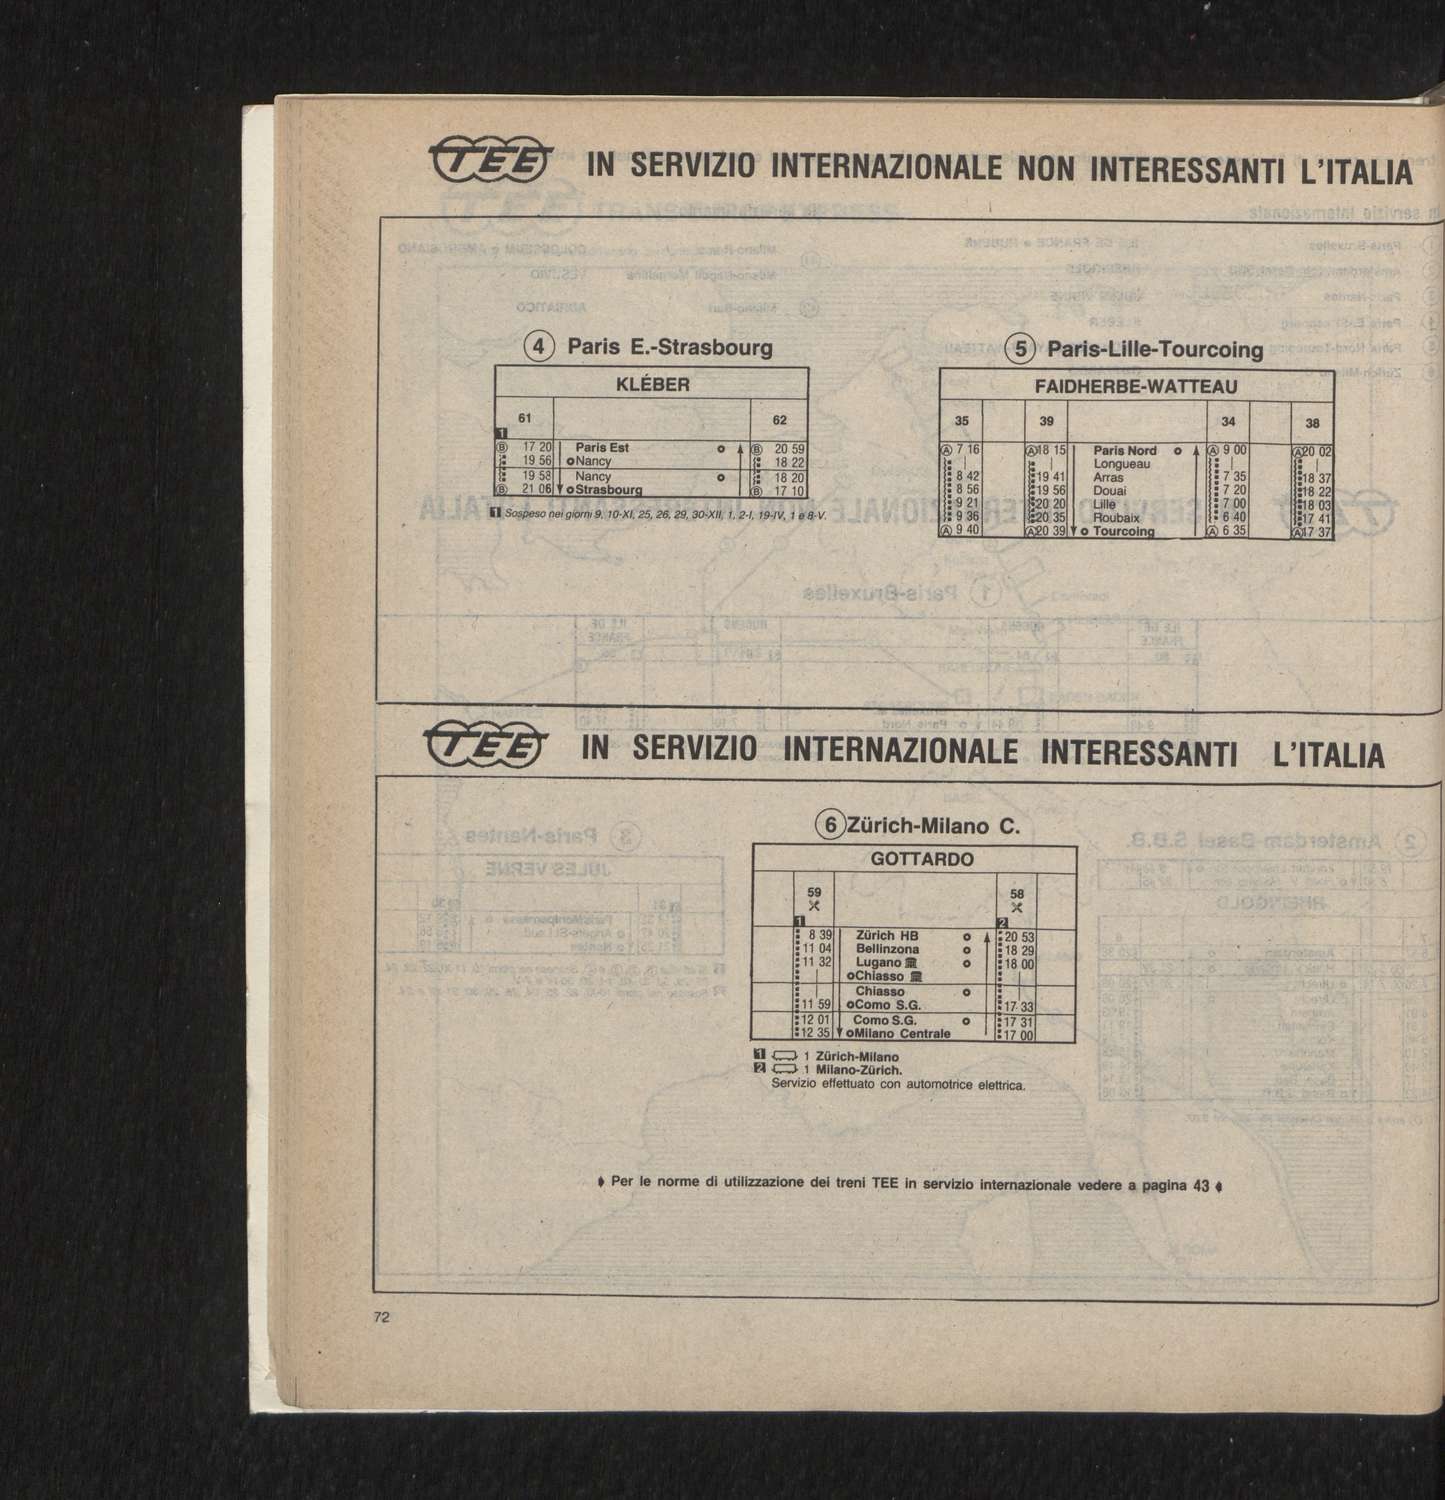 TEE IN SERVIZIO INTERNAZIONALE NON INTERESSANTI L'ITALIA
4 Paris E.-Strasbourg
KLÉBER
61 62
1
B 17 20 Paris Est B 20 59
19 56 Nancy 18 22
19 58 Nancy 18 20
B 21 06 Strasbourg B 17 10
1 Sospeso nei giorni 9, 10-XI, 25, 26, 29, 30-XII, 1, 2-I, 19-IV, 1 e 8-V.
5 Paris-Lille-Tourcoing
FAIDHERBE-WATTEAU
35 39 34 38
A 7 16 A 18 15 Paris Nord A 9 00 A 20 02
| | Longueau | |
8 42 19 41 Arras 7 35 18 37
8 56 19 56 Douai 7 20 18 22
9 21 20 20 Lille 7 00 18 03
9 36 20 35 Roubaix 6 40 17 41
A 9 40 A 20 39 Tourcoing A 6 35 A 17 37
TEE IN SERVIZIO INTERNAZIONALE INTERESSANTI L'ITALIA
6 Zürich-Milano C.
GOTTARDO
59 58
1 2
8 39 Zürich HB 20 53
11 04 Bellinzona 18 29
11 32 Lugano 18 00
| Chiasso |
| Chiasso |
11 59 Como S.G. 17 33
12 01 Como S.G. 17 31
12 35 Milano Centrale 17 00
1 1 Zürich-Milano
2 1 Milano-Zürich.
Servizio effettuato con automotrice elettrica.
Per le norme di utilizzazione dei treni TEE in servizio internazionale vedere a pagina 43
72